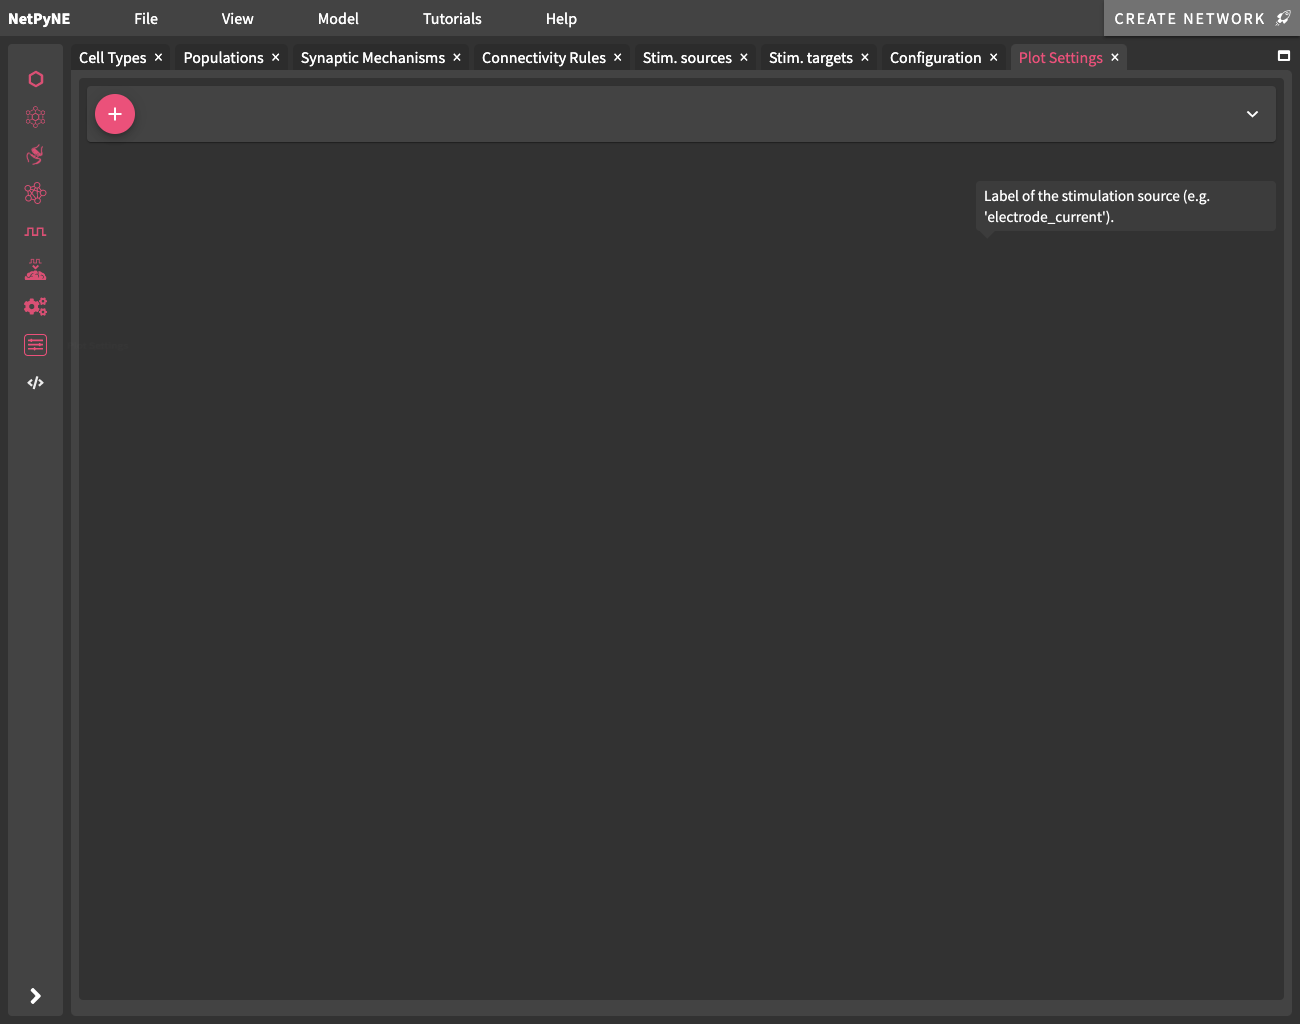 NetPyNE File View Model Tutorials Help CREATE NETWORK
Cell Types × Populations × Synaptic Mechanisms × Connectivity Rules × Stim. sources × Stim. targets × Configuration × Plot Settings ×
Label of the stimulation source (e.g.
'electrode_current').